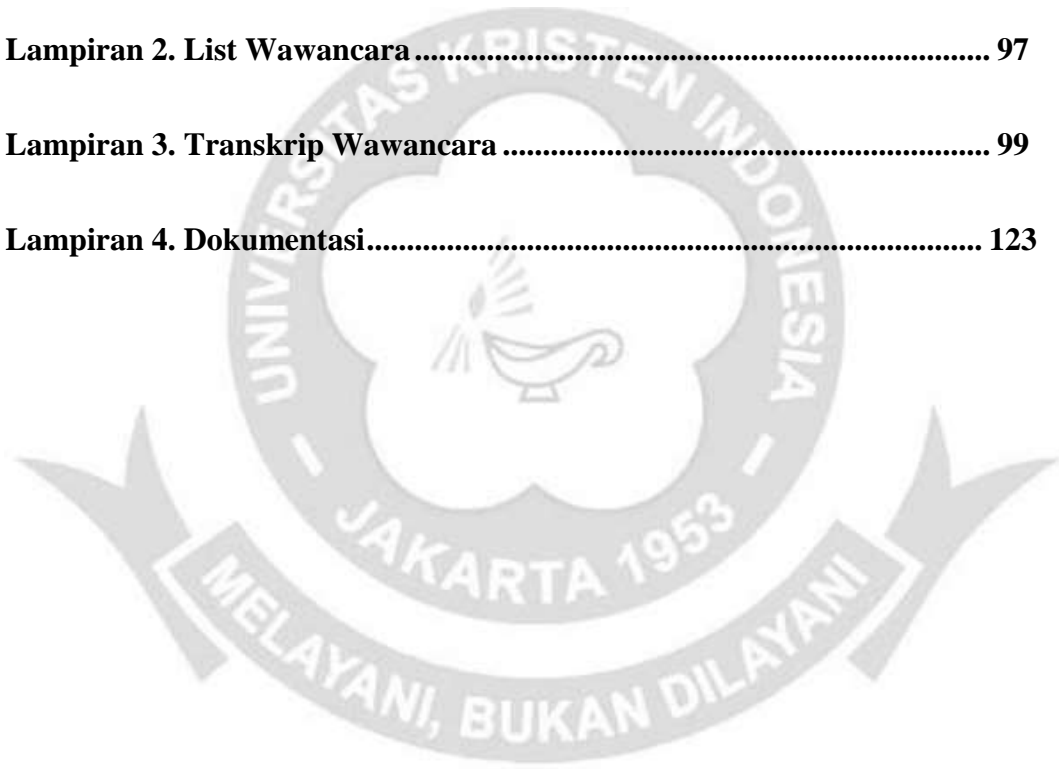 Lampiran 2. List Wawancara ....................................................................... 97
Lampiran 3. Transkrip Wawancara ............................................................ 99
Lampiran 4. Dokumentasi............................................................................ 123
UNIVERSITAS KRISTEN INDONESIA
- JAKARTA 1953 -
MELAYANI, BUKAN DILAYANI